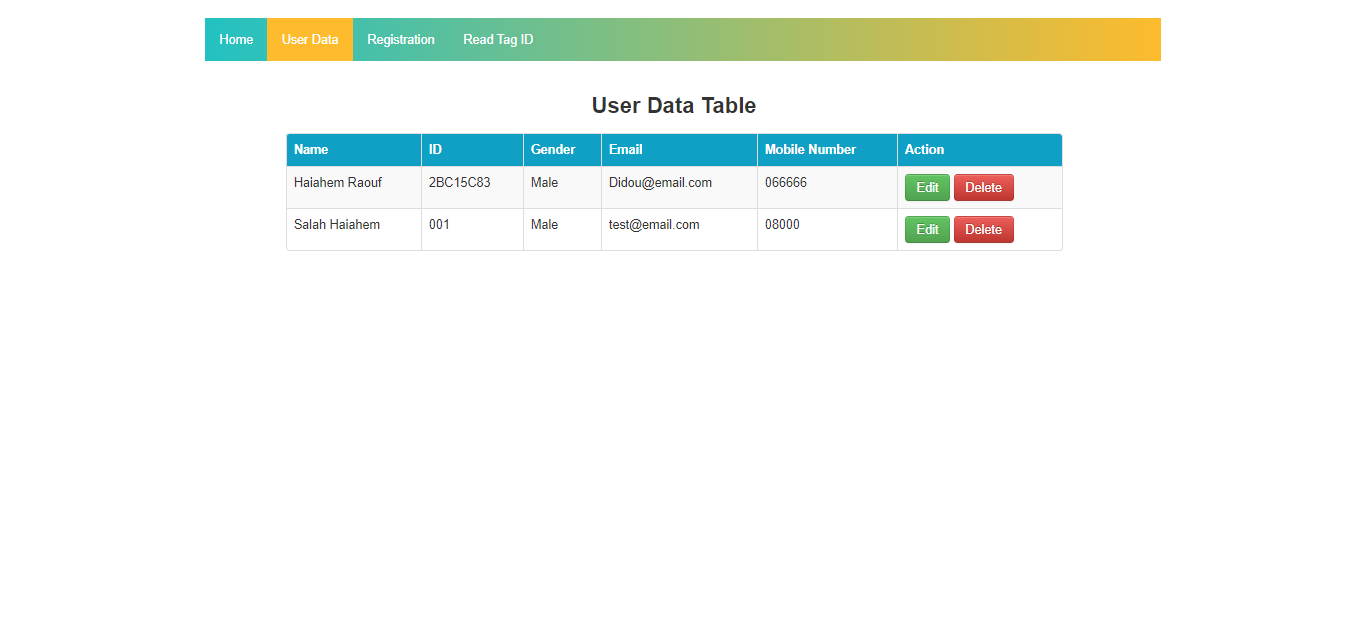 Home User Data Registration Read Tag ID
User Data Table
Name ID Gender Email Mobile Number Action
Haiahem Raouf 2BC15C83 Male Didou@email.com 066666 Edit Delete
Salah Haiahem 001 Male test@email.com 08000 Edit Delete